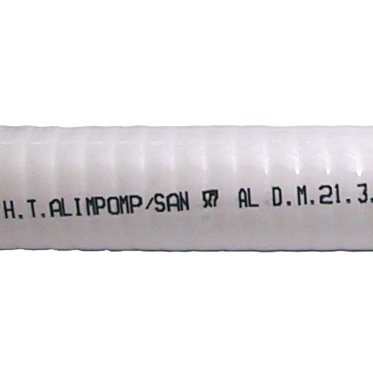 H.T.ALIMPOMP/SAN AL D.M.21.3.